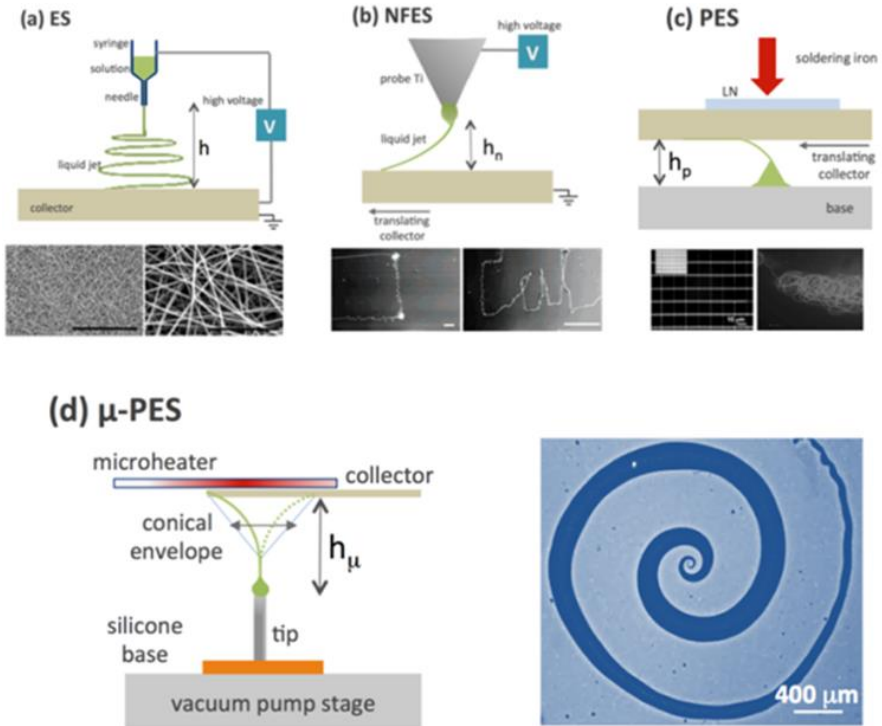 (a) ES
syringe
solution
needle
high voltage
V
h
liquid jet
collector
(b) NFES
high voltage
V
probe Ti
liquid jet
hn
translating
collector
(c) PES
soldering iron
LN
hp
translating
collector
base
(d) μ-PES
microheater
collector
conical
envelope
hμ
tip
silicone
base
vacuum pump stage
400 μm